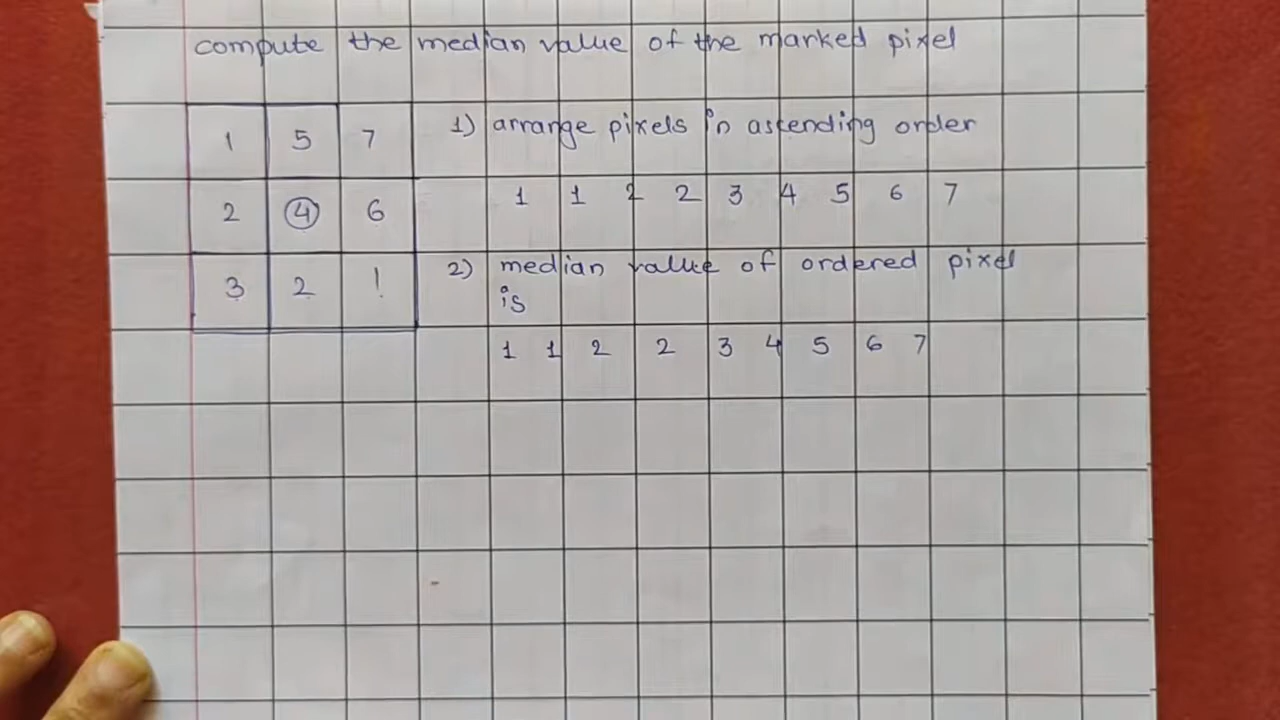 compute the median value of the marked pixel
1 5 7
1) arrange pixels in ascending order
2 4 6
1 1 2 2 3 4 5 6 7
3 2 1
2) median value of ordered pixel
is
1 1 2 2 3 4 5 6 7